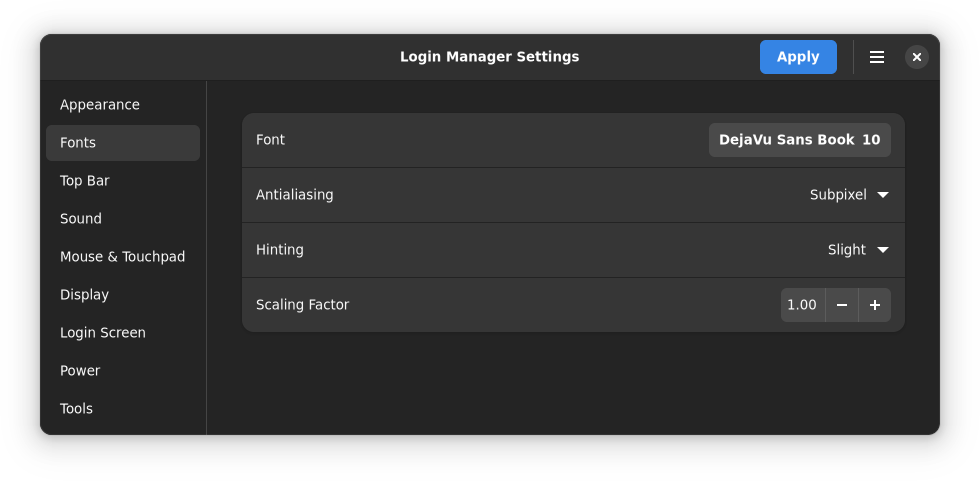 Login Manager Settings
Apply
Appearance
Fonts
Top Bar
Sound
Mouse & Touchpad
Display
Login Screen
Power
Tools
Font
DejaVu Sans Book 10
Antialiasing
Subpixel
Hinting
Slight
Scaling Factor
1.00